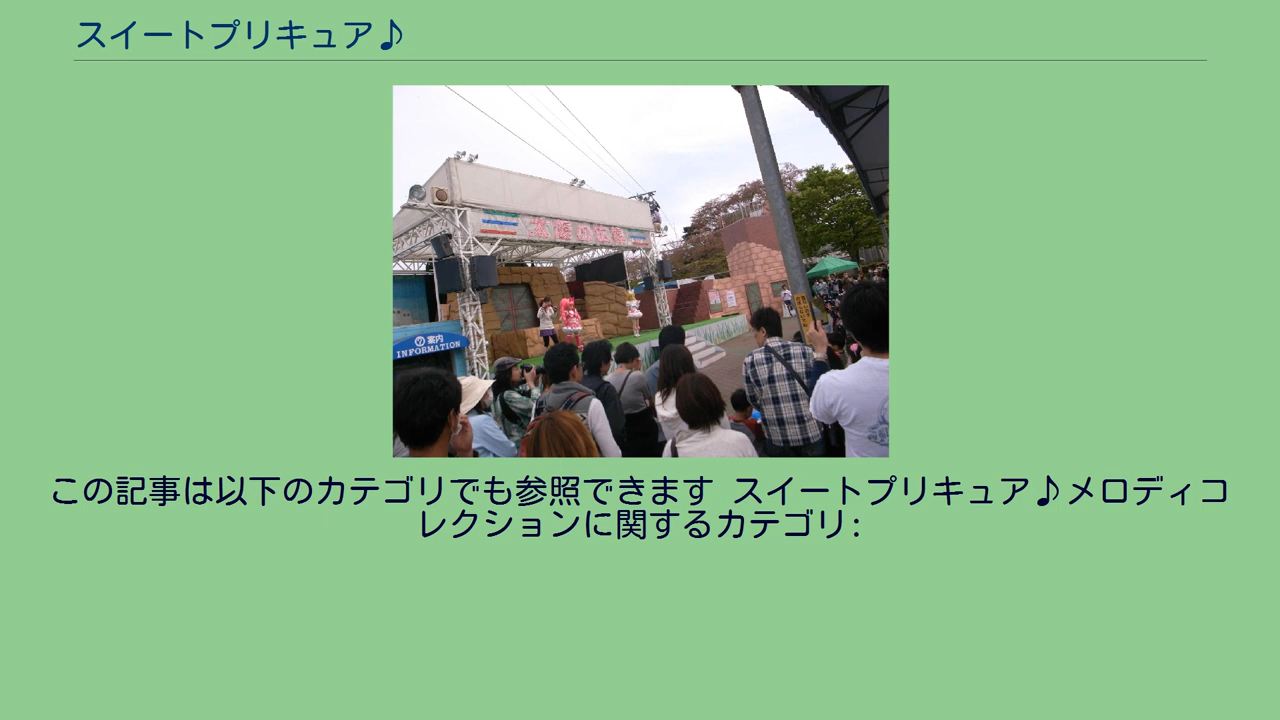 スイートプリキュア♪
案内
INFORMATION
この記事は以下のカテゴリでも参照できます スイートプリキュア♪メロディコ
レクションに関するカテゴリ: